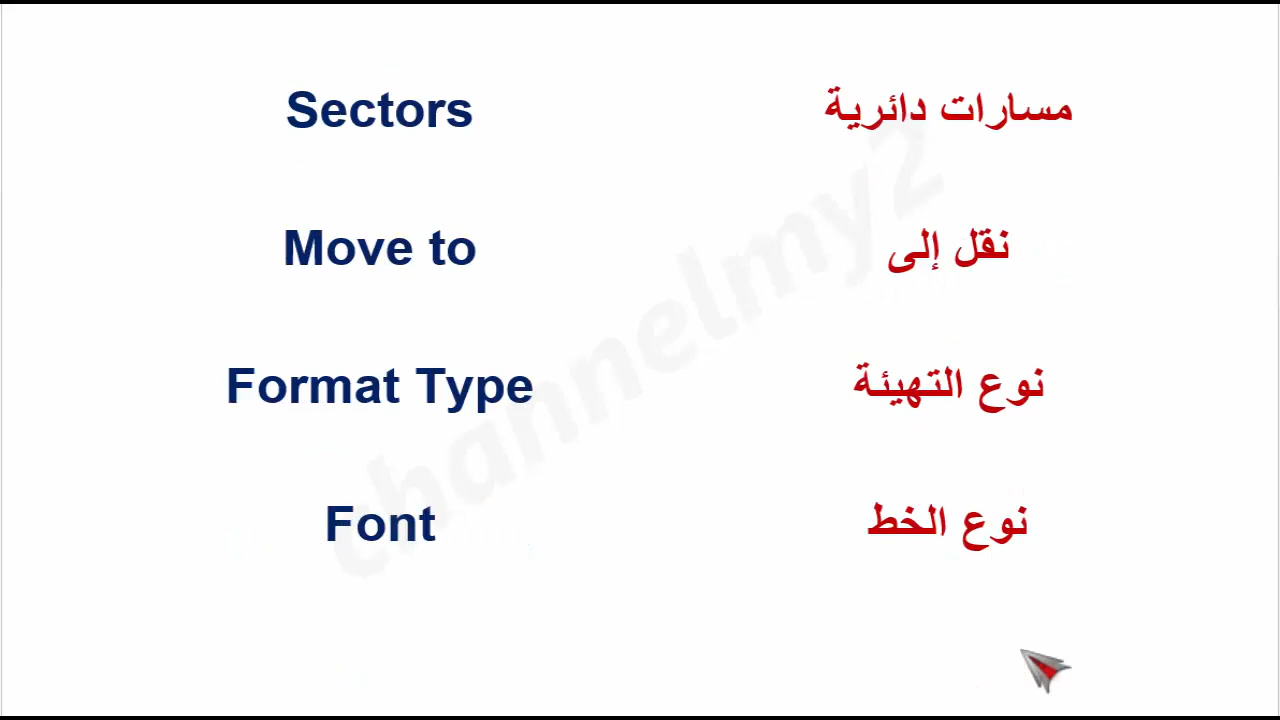 Sectors مسارات دائرية
Move to نقل إلى
Format Type نوع التهيئة
Font نوع الخط
channelmy2